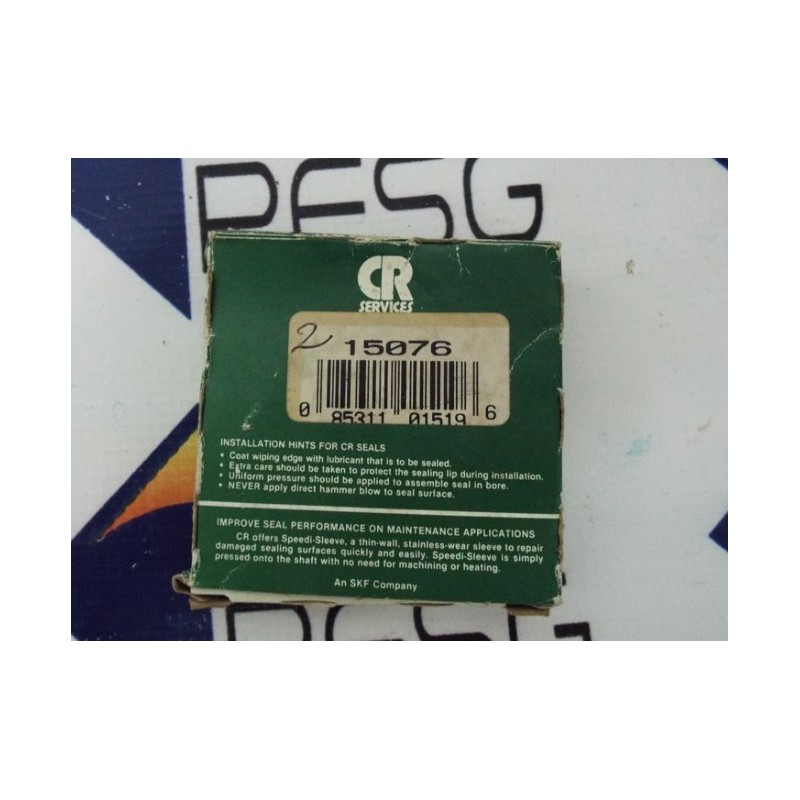 PFSG
CR
SERVICES
2
15076
0 85311 01519 6
INSTALLATION HINTS FOR CR SEALS
• Coat wiping edge with lubricant that is to be sealed.
• Extra care should be taken to protect the sealing lip during installation.
• Uniform pressure should be applied to assemble seal in bore.
• NEVER apply direct hammer blow to seal surface.
IMPROVE SEAL PERFORMANCE ON MAINTENANCE APPLICATIONS
CR offers Speedi-Sleeve, a thin-wall, stainless-wear sleeve to repair
damaged sealing surfaces quickly and easily. Speedi-Sleeve is simply
pressed onto the shaft with no need for machining or heating.
An SKF Company